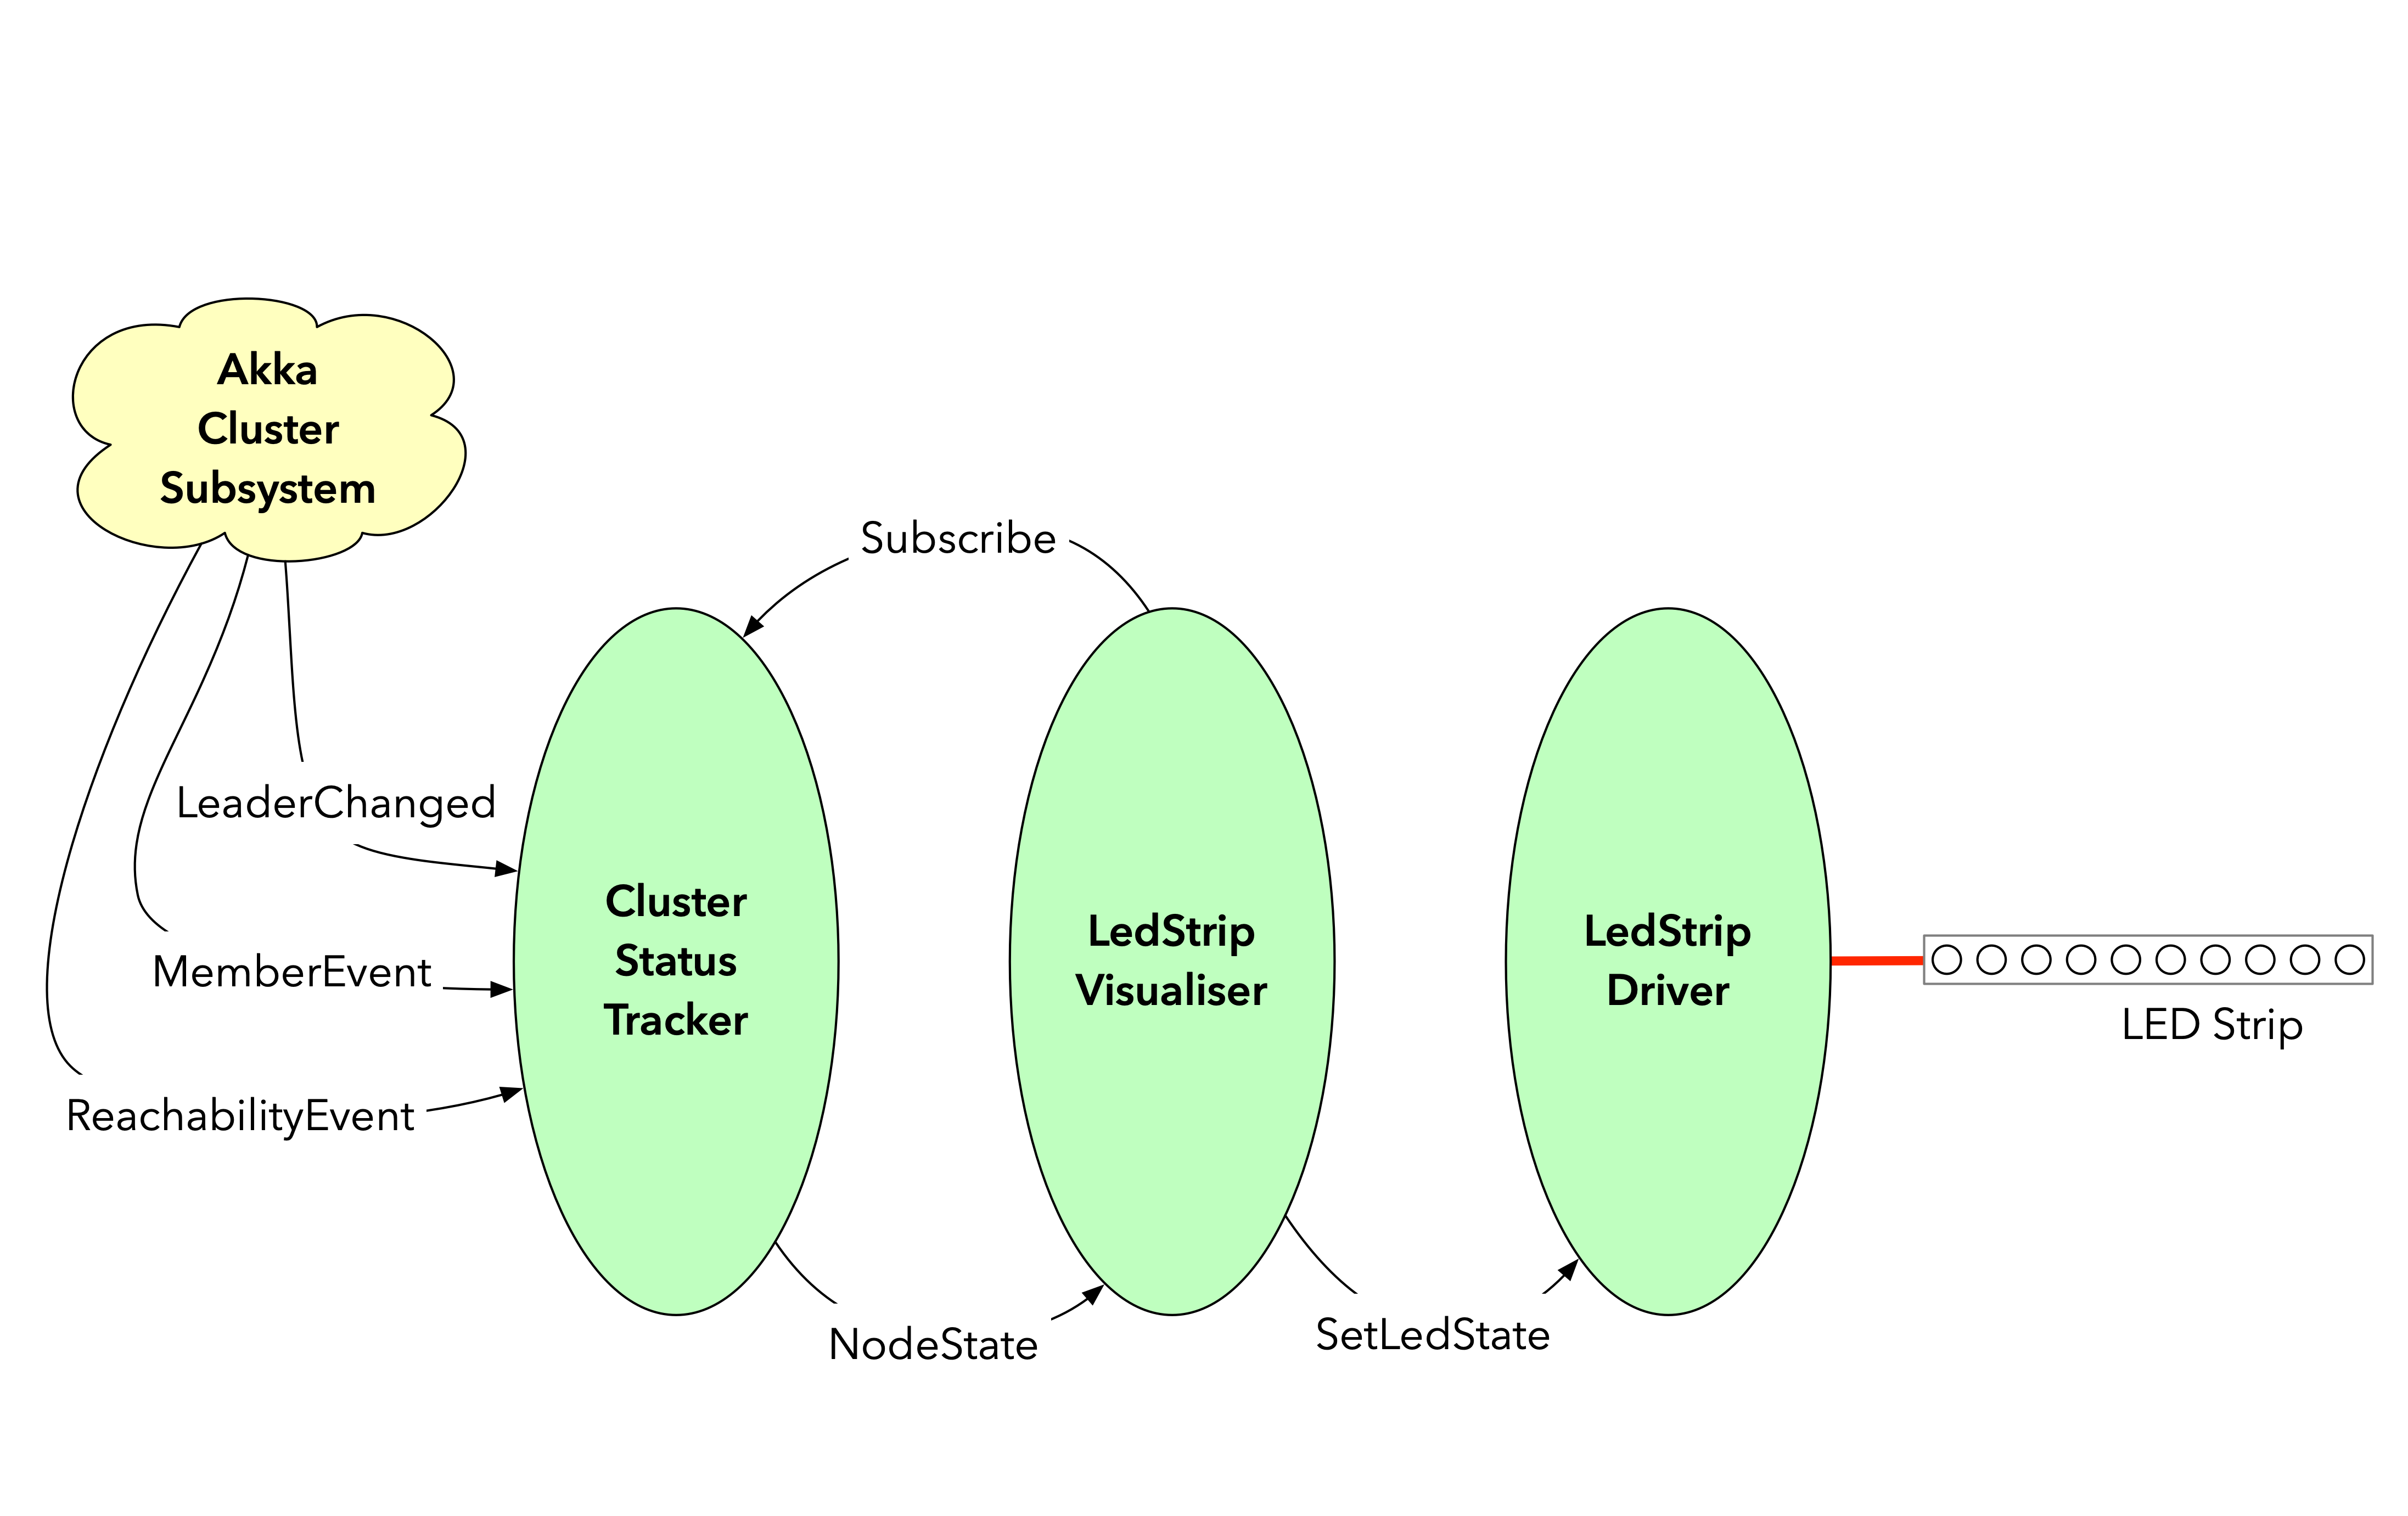 Akka
Cluster
Subsystem
Subscribe
LeaderChanged
MemberEvent
ReachabilityEvent
Cluster
Status
Tracker
LedStrip
Visualiser
LedStrip
Driver
LED Strip
NodeState
SetLedState